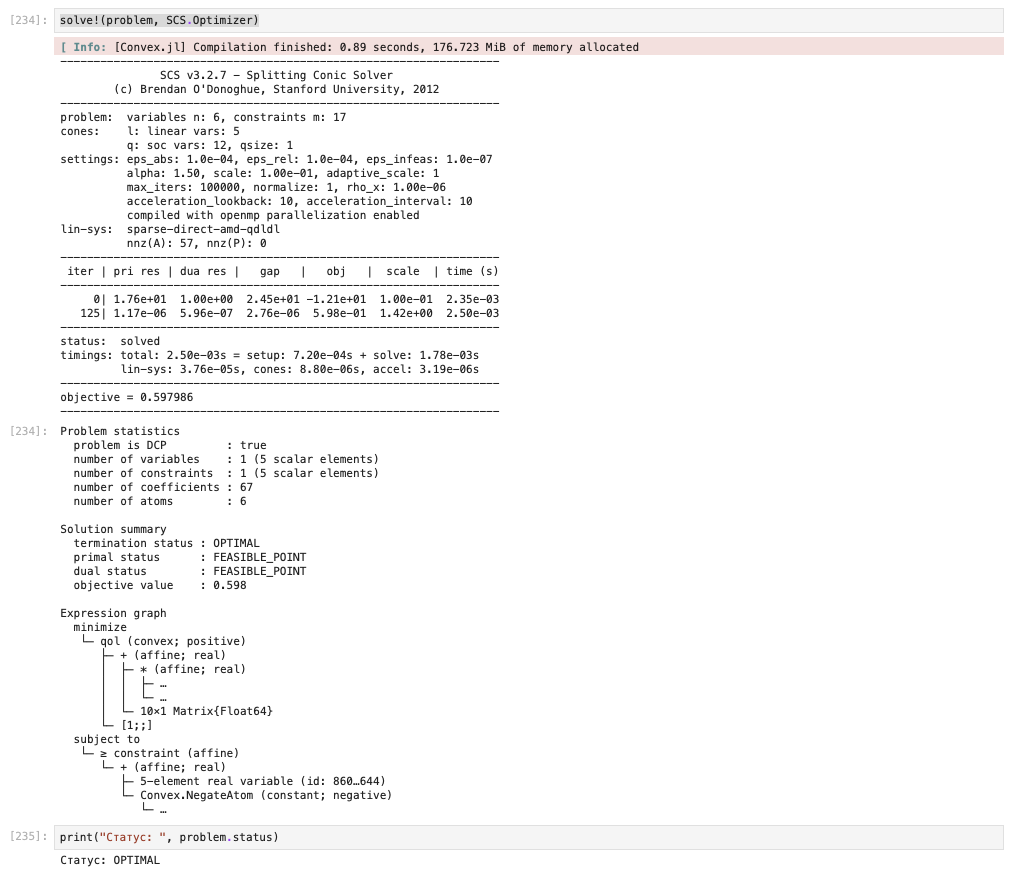 [234]: solve!(problem, SCS.Optimizer)
[ Info: [Convex.jl] Compilation finished: 0.89 seconds, 176.723 MiB of memory allocated
------------------------------------------------------------------
               SCS v3.2.7 - Splitting Conic Solver
        (c) Brendan O'Donoghue, Stanford University, 2012
------------------------------------------------------------------
problem:  variables n: 6, constraints m: 17
cones:    l: linear vars: 5
          q: soc vars: 12, qsize: 1
settings: eps_abs: 1.0e-04, eps_rel: 1.0e-04, eps_infeas: 1.0e-07
          alpha: 1.50, scale: 1.00e-01, adaptive_scale: 1
          max_iters: 100000, normalize: 1, rho_x: 1.00e-06
          acceleration_lookback: 10, acceleration_interval: 10
          compiled with openmp parallelization enabled
lin-sys:  sparse-direct-amd-qdldl
          nnz(A): 57, nnz(P): 0
------------------------------------------------------------------
 iter | pri res | dua res |   gap   |   obj   |  scale  | time (s)
------------------------------------------------------------------
     0| 1.76e+01  1.00e+00  2.45e+01 -1.21e+01  1.00e-01  2.35e-03
   125| 1.17e-06  5.96e-07  2.76e-06  5.98e-01  1.42e+00  2.50e-03
------------------------------------------------------------------
status:  solved
timings: total: 2.50e-03s = setup: 7.20e-04s + solve: 1.78e-03s
         lin-sys: 3.76e-05s, cones: 8.80e-06s, accel: 3.19e-06s
------------------------------------------------------------------
objective = 0.597986
------------------------------------------------------------------
[234]: Problem statistics
  problem is DCP         : true
  number of variables    : 1 (5 scalar elements)
  number of constraints  : 1 (5 scalar elements)
  number of coefficients : 67
  number of atoms        : 6
Solution summary
  termination status : OPTIMAL
  primal status      : FEASIBLE_POINT
  dual status        : FEASIBLE_POINT
  objective value    : 0.598
Expression graph
  minimize
   └─ qol (convex; positive)
      ├─ + (affine; real)
      │  ├─ * (affine; real)
      │  │  ├─ …
      │  │  └─ …
      │  └─ 10×1 Matrix{Float64}
      └─ [1;;]
  subject to
   └─ ≥ constraint (affine)
      └─ + (affine; real)
         ├─ 5-element real variable (id: 860…644)
         └─ Convex.NegateAtom (constant; negative)
            └─ …
[235]: print("Статус: ", problem.status)
Статус: OPTIMAL